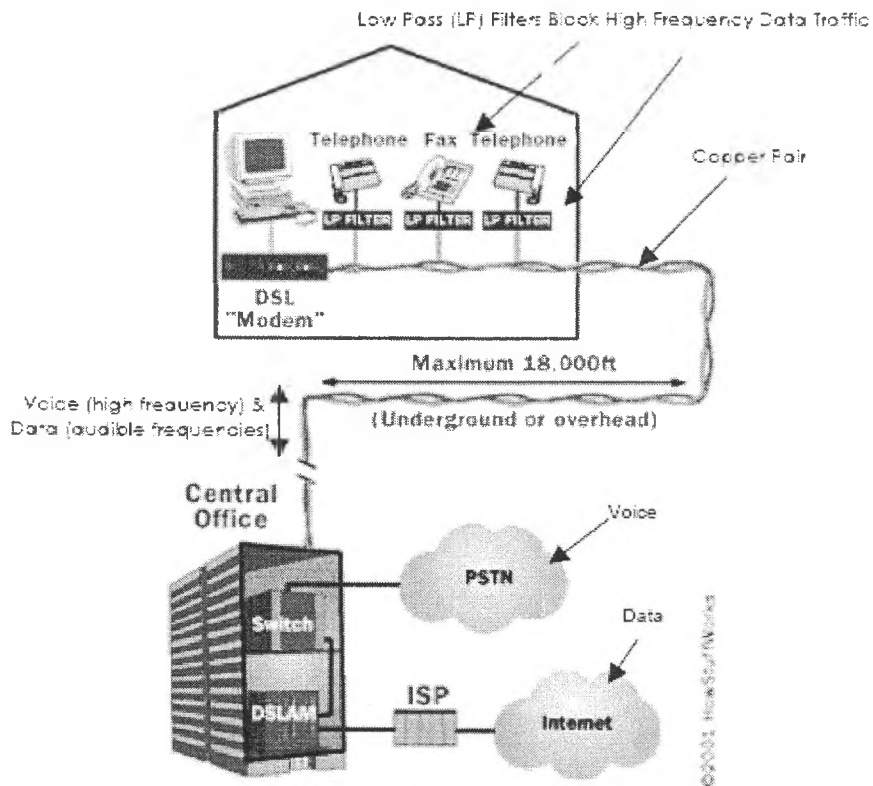 Low Pass (LP) Filters Block High Frequency Data Traffic
Telephone Fax Telephone
Copper Pair
LP FILTER LP FILTER LP FILTER
DSL
"Modem"
Maximum 18,000ft
Voice (high frequency) &
Data (audible frequencies)
(Underground or overhead)
Central
Office
Voice
PSTN
Switch
Data
ISP
DSLAM
Internet
©2001 HowStuffWorks